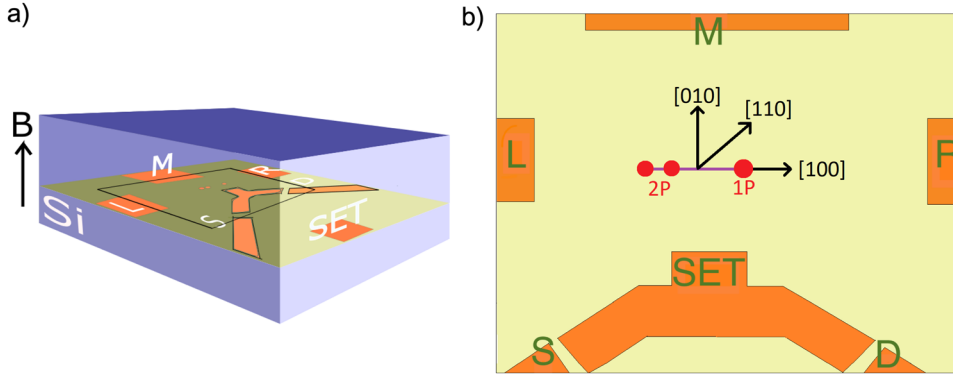 a)
B
M
R
D
L
S
SET
Si
b)
M
[010]
[110]
L
[100]
R
2P
1P
SET
S
D